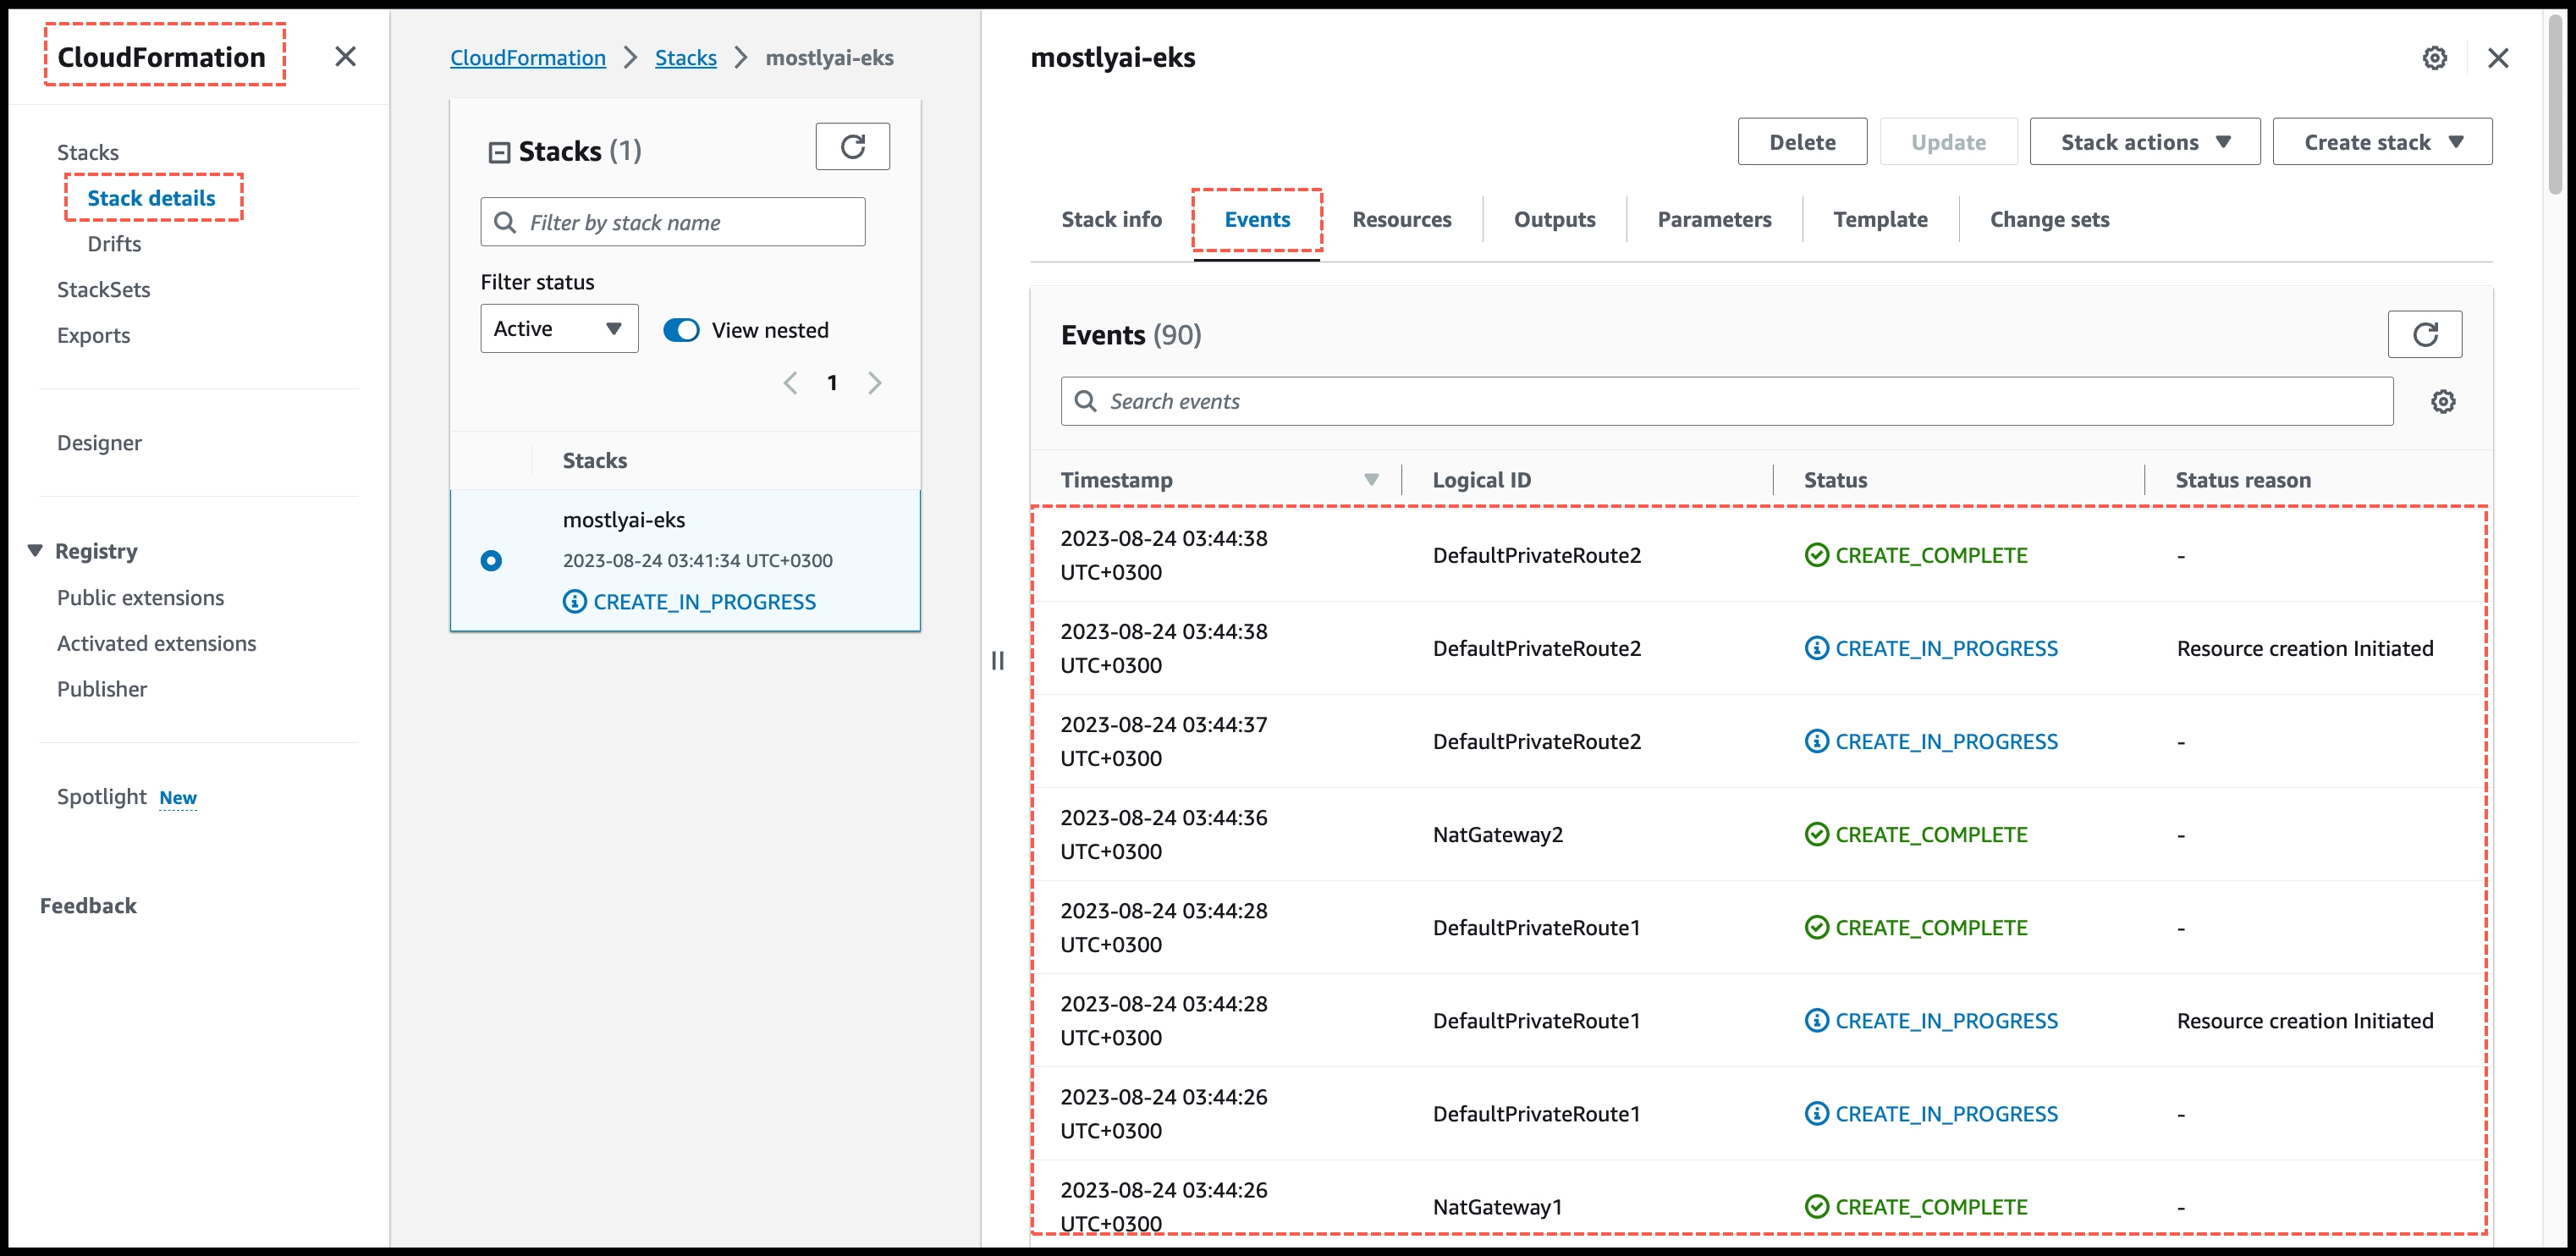 CloudFormation
Stacks
Stack details
Drifts
StackSets
Exports
Designer
Registry
Public extensions
Activated extensions
Publisher
Spotlight New
Feedback
CloudFormation Stacks mostlyai-eks
Stacks (1)
Filter by stack name
Filter status
Active View nested
1
Stacks
mostlyai-eks
2023-08-24 03:41:34 UTC+0300
CREATE_IN_PROGRESS
mostlyai-eks
Delete Update Stack actions Create stack
Stack info Events Resources Outputs Parameters Template Change sets
Events (90)
Search events
Timestamp Logical ID Status Status reason
2023-08-24 03:44:38
UTC+0300
DefaultPrivateRoute2 CREATE_COMPLETE -
2023-08-24 03:44:38
UTC+0300
DefaultPrivateRoute2 CREATE_IN_PROGRESS Resource creation Initiated
2023-08-24 03:44:37
UTC+0300
DefaultPrivateRoute2 CREATE_IN_PROGRESS -
2023-08-24 03:44:36
UTC+0300
NatGateway2 CREATE_COMPLETE -
2023-08-24 03:44:28
UTC+0300
DefaultPrivateRoute1 CREATE_COMPLETE -
2023-08-24 03:44:28
UTC+0300
DefaultPrivateRoute1 CREATE_IN_PROGRESS Resource creation Initiated
2023-08-24 03:44:26
UTC+0300
DefaultPrivateRoute1 CREATE_IN_PROGRESS -
2023-08-24 03:44:26
UTC+0300
NatGateway1 CREATE_COMPLETE -